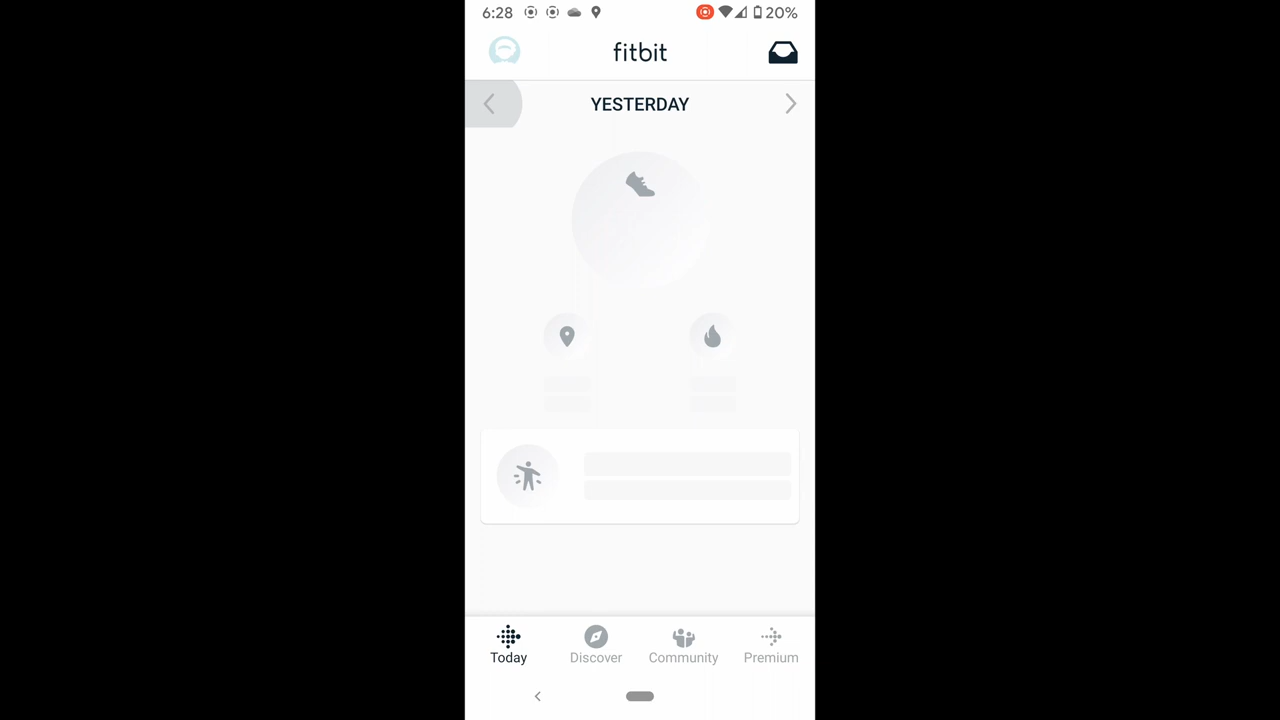 6:28
20%
fitbit
YESTERDAY
Today
Discover
Community
Premium